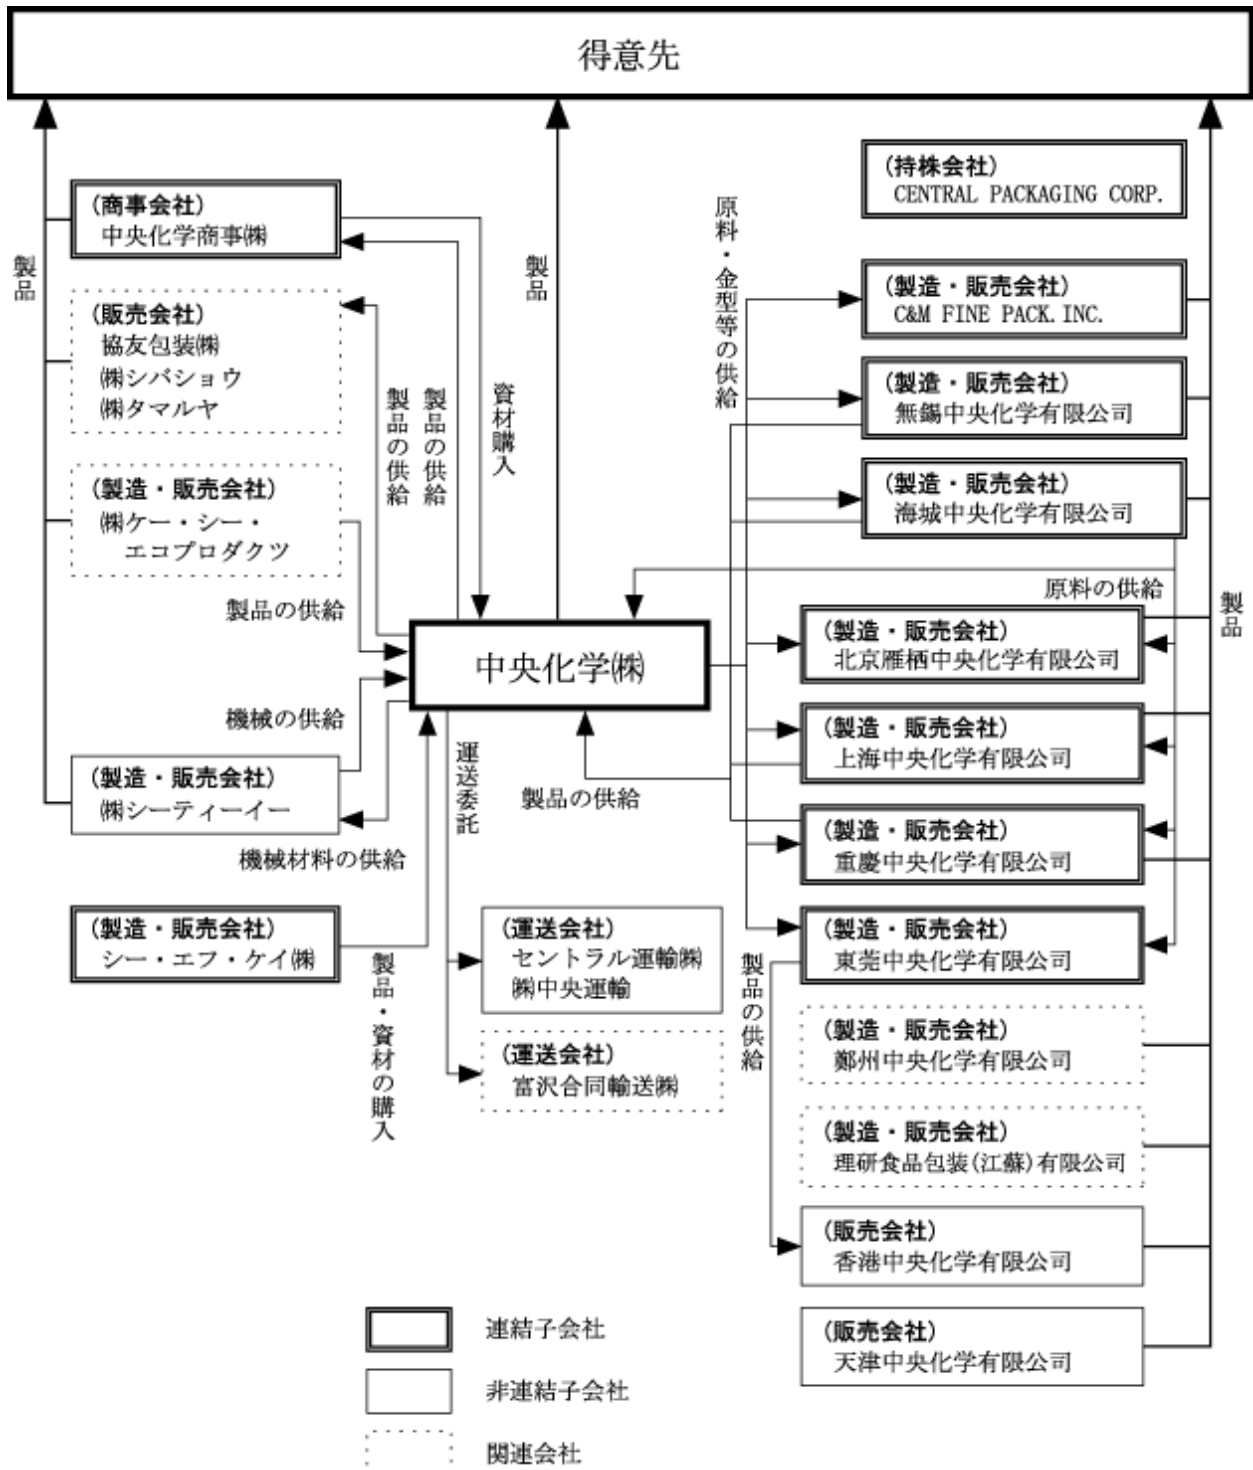 得意先
(商事会社)
中央化学商事㈱
製品
(販売会社)
協友包装㈱
㈱シバショウ
㈱タマルヤ
(製造・販売会社)
㈱ケー・シー・
エコプロダクツ
製品の供給
機械の供給
(製造・販売会社)
㈱シーティーイー
機械材料の供給
(製造・販売会社)
シー・エフ・ケイ㈱
製品・資材の購入
製品の供給
製品の供給
資材購入
製品
中央化学㈱
運送委託
製品の供給
(運送会社)
セントラル運輸㈱
㈱中央運輸
(運送会社)
富沢合同輸送㈱
原料・金型等の供給
(持株会社)
CENTRAL PACKAGING CORP.
(製造・販売会社)
C&M FINE PACK.INC.
(製造・販売会社)
無錫中央化学有限公司
(製造・販売会社)
海城中央化学有限公司
原料の供給
製品
(製造・販売会社)
北京雁栖中央化学有限公司
(製造・販売会社)
上海中央化学有限公司
(製造・販売会社)
重慶中央化学有限公司
(製造・販売会社)
東莞中央化学有限公司
製品の供給
(製造・販売会社)
鄭州中央化学有限公司
(製造・販売会社)
理研食品包装(江蘇)有限公司
(販売会社)
香港中央化学有限公司
(販売会社)
天津中央化学有限公司
連結子会社
非連結子会社
関連会社